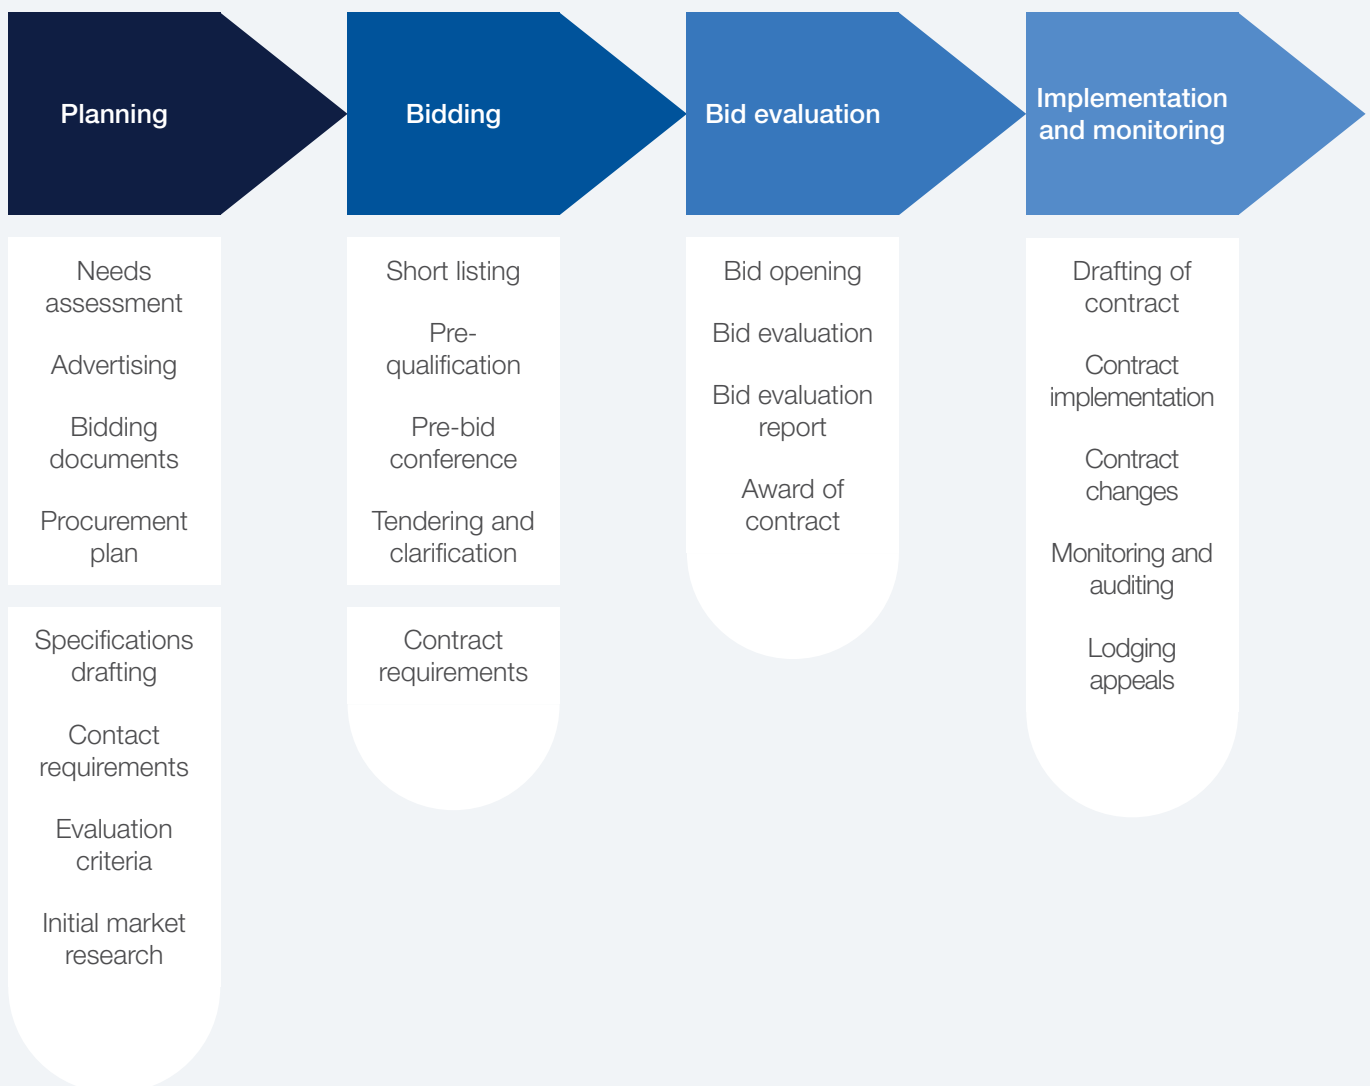 Planning
Needs
assessment
Advertising
Bidding
documents
Procurement
plan
Specifications
drafting
Contact
requirements
Evaluation
criteria
Initial market
research
Bidding
Short listing
Pre-
qualification
Pre-bid
conference
Tendering and
clarification
Contract
requirements
Bid evaluation
Bid opening
Bid evaluation
Bid evaluation
report
Award of
contract
Implementation
and monitoring
Drafting of
contract
Contract
implementation
Contract
changes
Monitoring and
auditing
Lodging
appeals